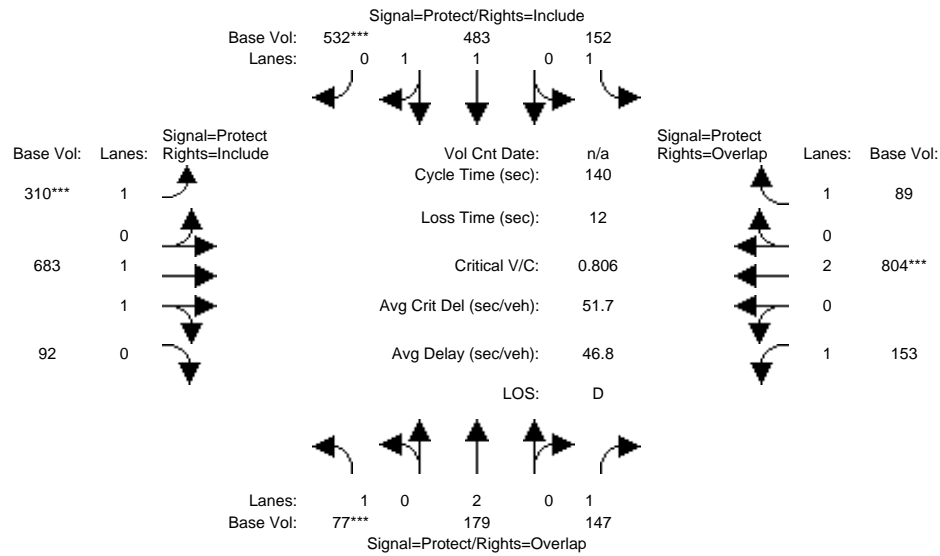 Signal=Protect/Rights=Include
Base Vol: 532*** 483 152
Lanes: 0 1 1 0 1
Signal=Protect Signal=Protect
Base Vol: Lanes: Rights=Include Vol Cnt Date: n/a Rights=Overlap Lanes: Base Vol:
Cycle Time (sec): 140
310*** 1 1 89
Loss Time (sec): 12
0 0
683 1 Critical V/C: 0.806 2 804***
1 Avg Crit Del (sec/veh): 51.7 0
92 0 Avg Delay (sec/veh): 46.8 1 153
LOS: D
Lanes: 1 0 2 0 1
Base Vol: 77*** 179 147
Signal=Protect/Rights=Overlap